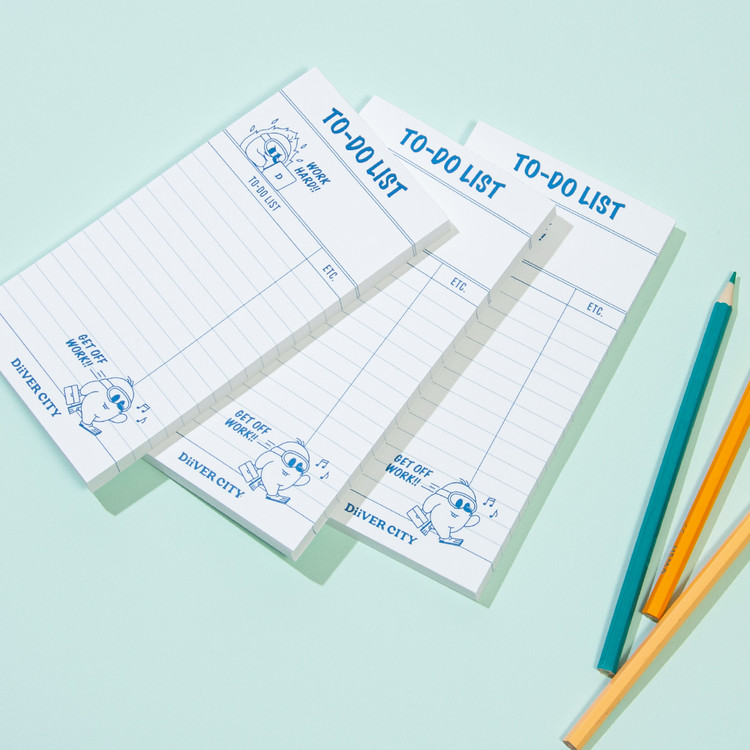 TO-DO LIST
WORK
HARD!!
D
TO-DO LIST
ETC.
GET OFF
WORK!!
DiiVER CITY
TO-DO LIST
ETC.
GET OFF
WORK!!
DiiVER CITY
TO-DO LIST
ETC.
GET OFF
WORK!!
DiiVER CITY